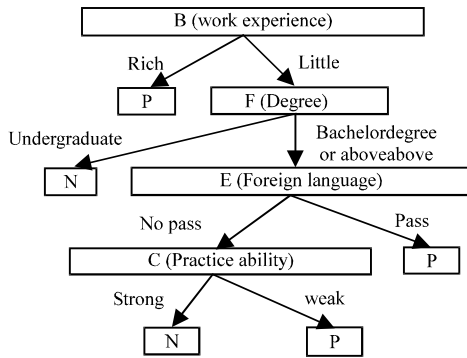 B (work experience)
Rich
Little
P
F (Degree)
Undergraduate
Bachelordegree
or aboveabove
N
E (Foreign language)
No pass
Pass
C (Practice ability)
P
Strong
weak
N
P